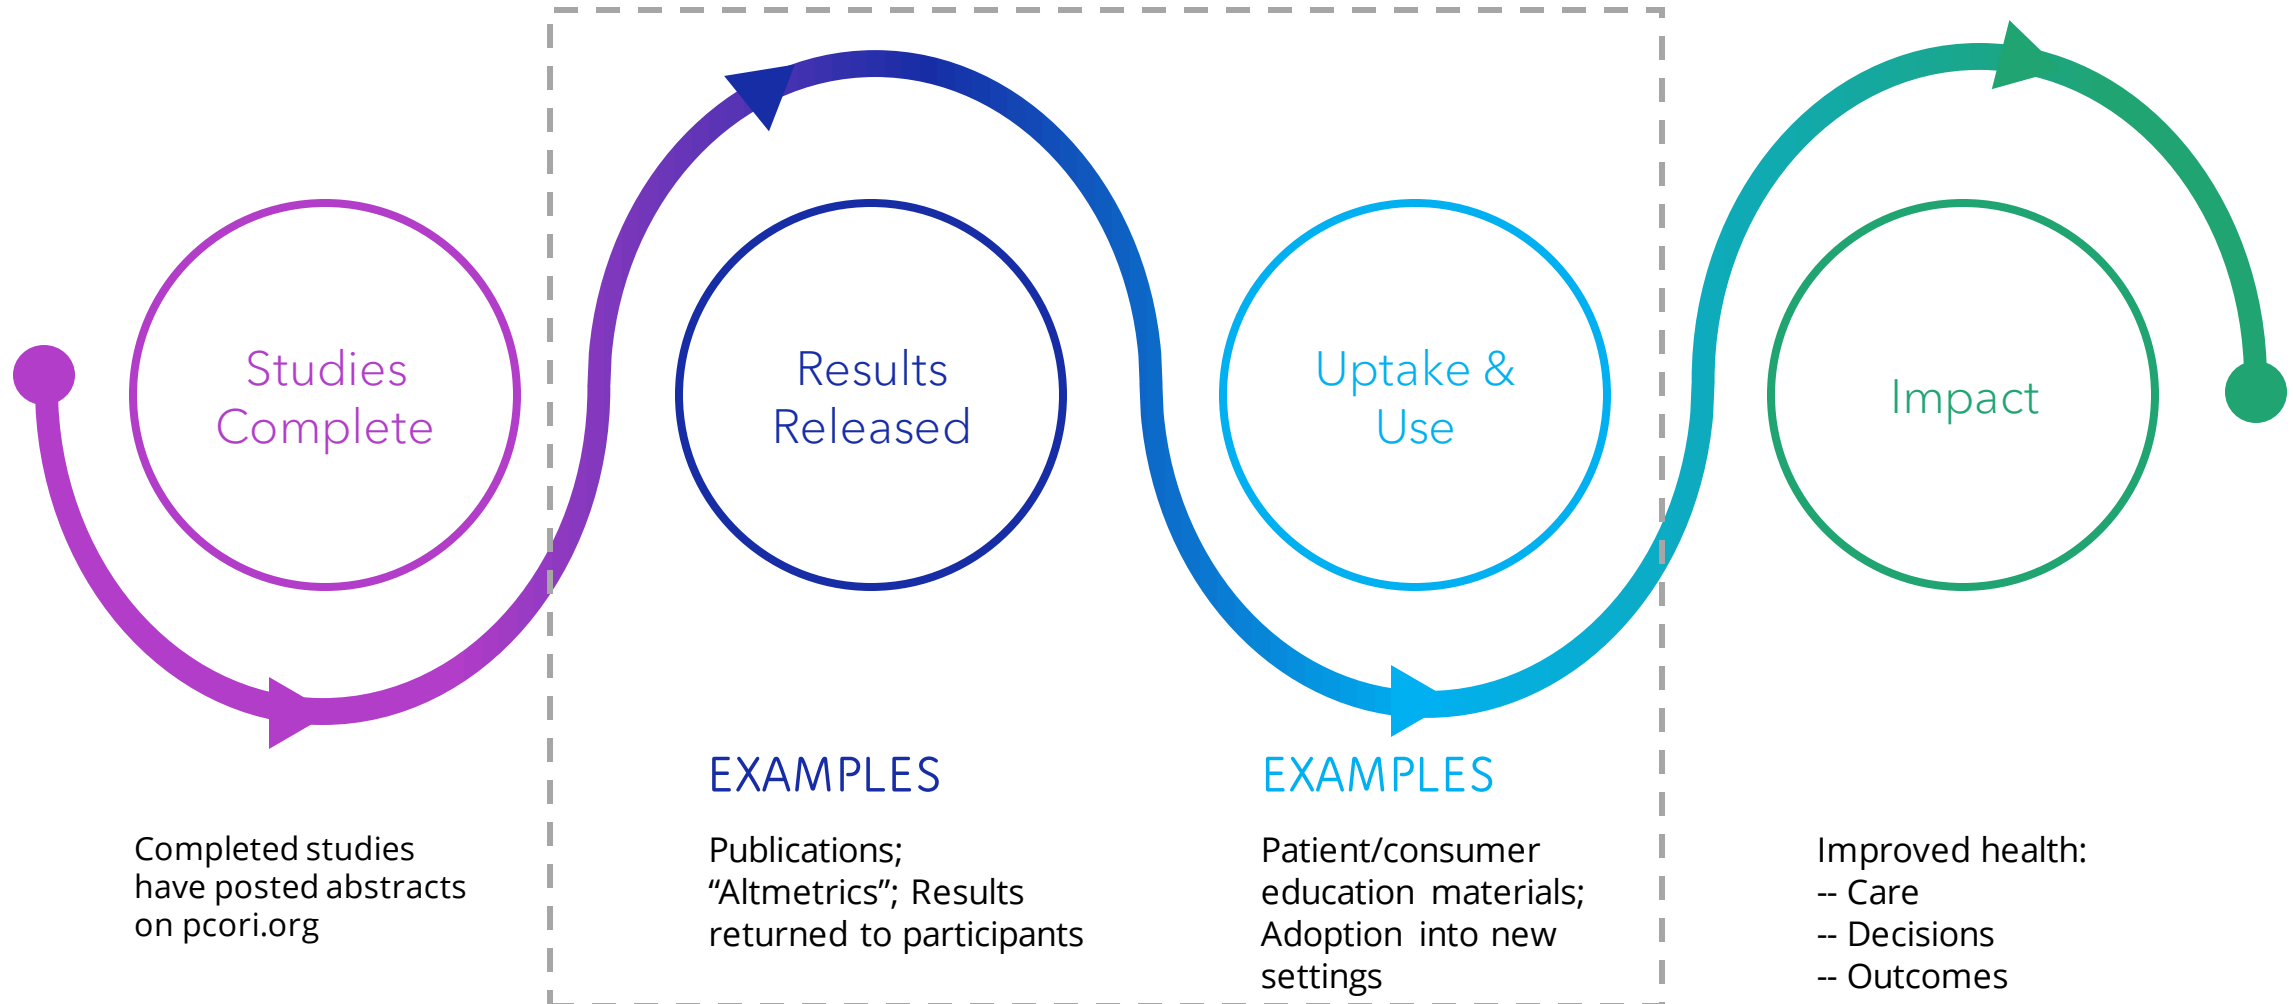 Studies
Complete
Results
Released
Uptake &
Use
Impact
EXAMPLES
EXAMPLES
Completed studies
have posted abstracts
on pcori.org
Publications;
“Altmetrics”; Results
returned to participants
Patient/consumer
education materials;
Adoption into new
settings
Improved health:
-- Care
-- Decisions
-- Outcomes